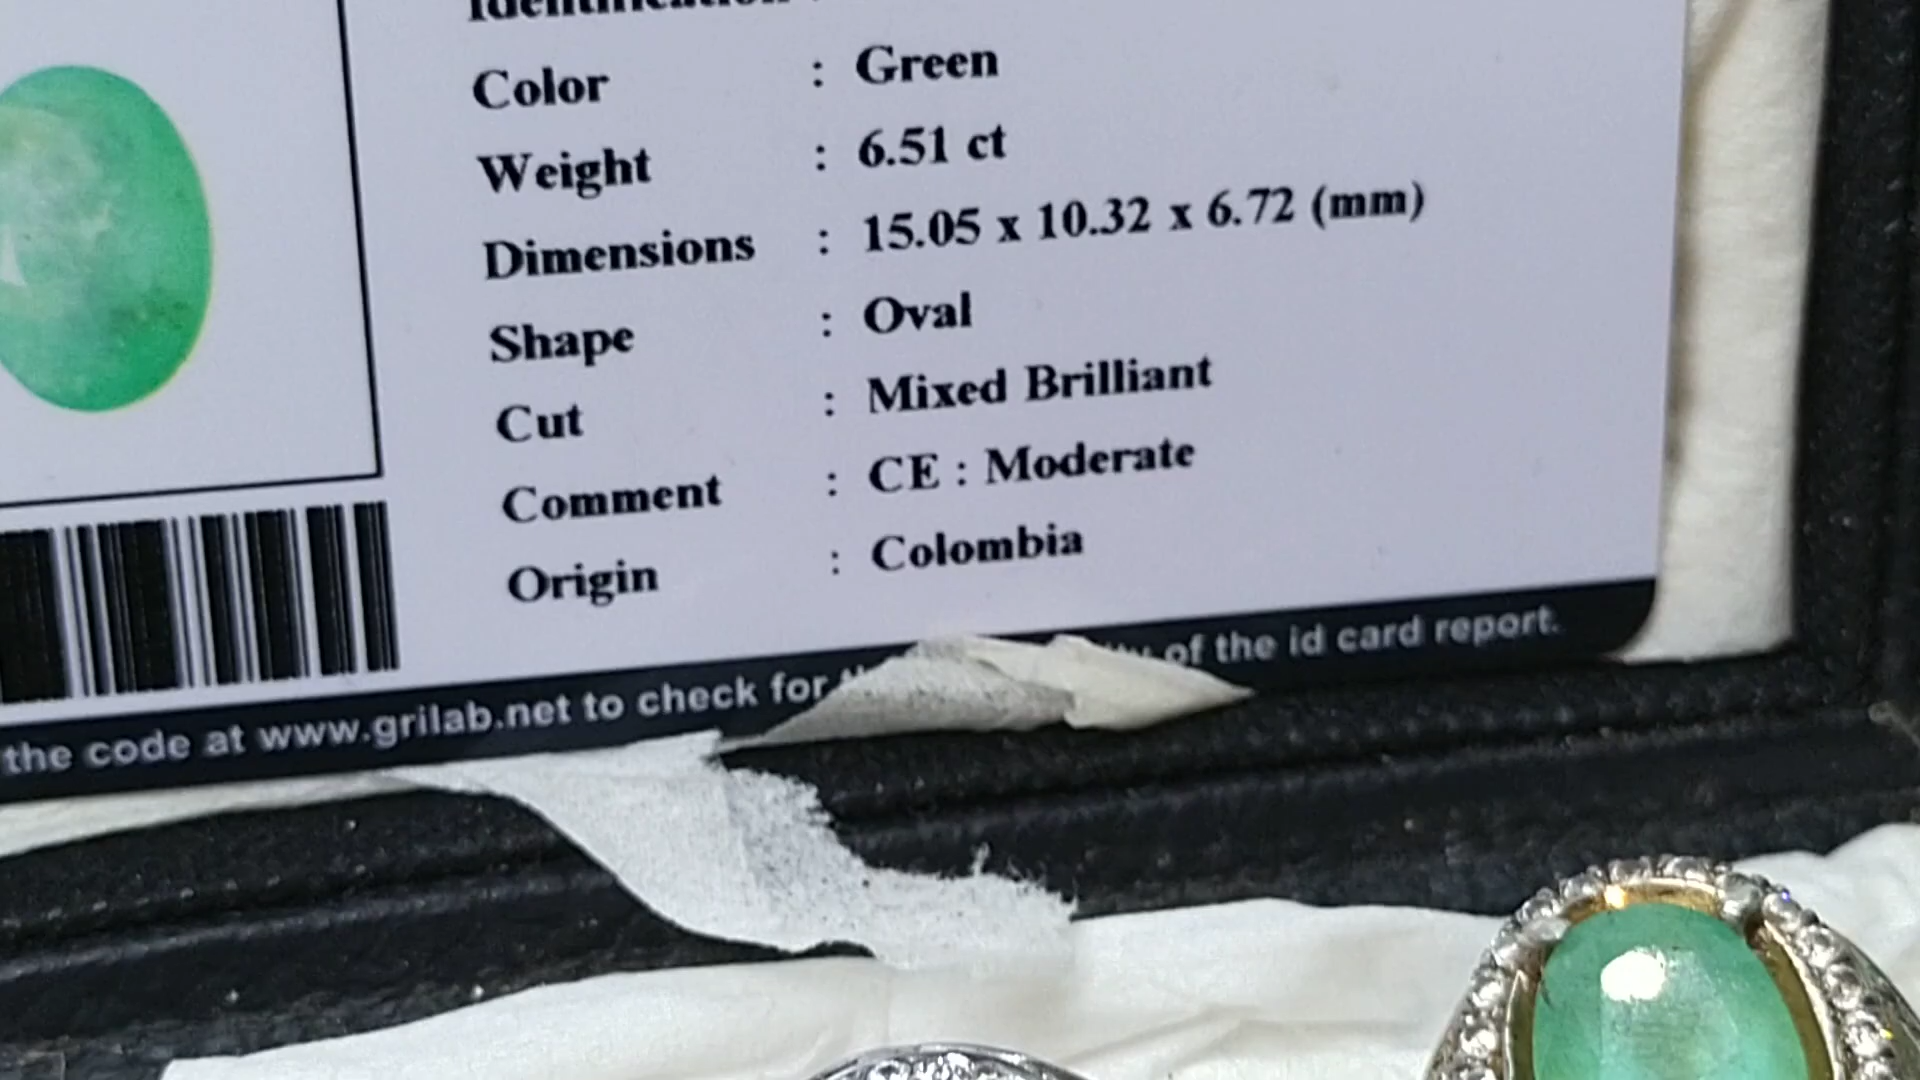 Identification :
Color : Green
Weight : 6.51 ct
Dimensions : 15.05 x 10.32 x 6.72 (mm)
Shape : Oval
Cut : Mixed Brilliant
Comment : CE : Moderate
Origin : Colombia
the code at www.grilab.net to check for of the id card report.